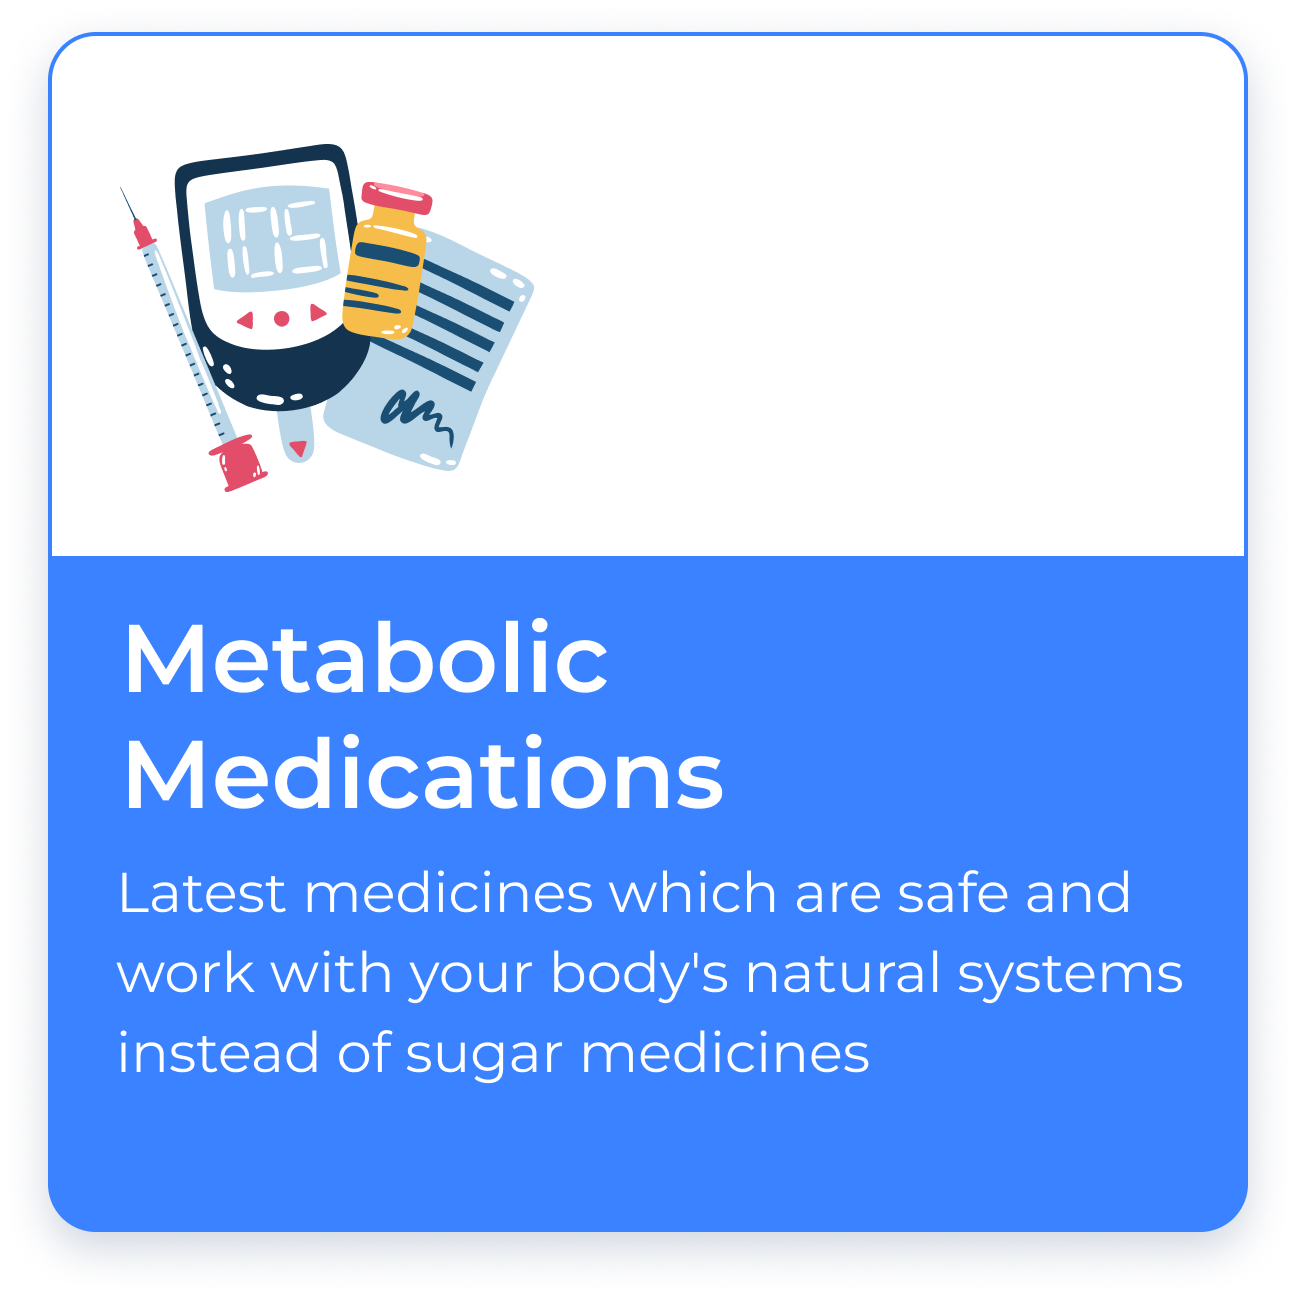 105
Metabolic
Medications
Latest medicines which are safe and
work with your body's natural systems
instead of sugar medicines